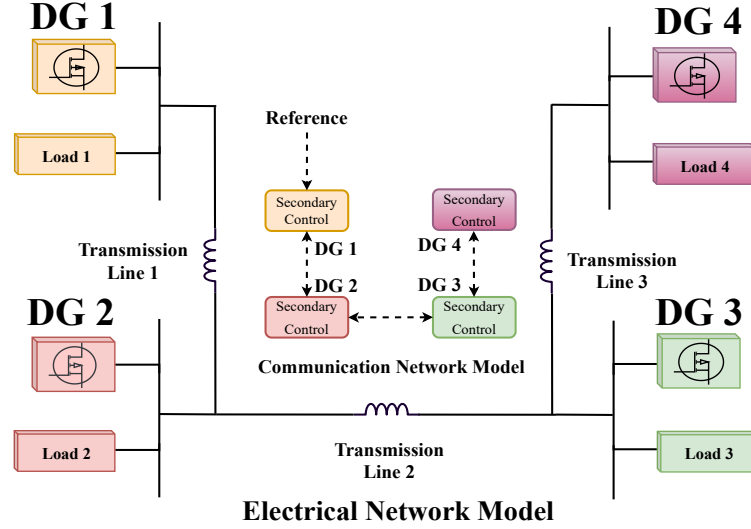 DG 1
DG 4
Load 1
Load 4
Reference
Secondary
Control
Secondary
Control
DG 1
DG 4
Transmission
Line 1
Transmission
Line 3
DG 2
DG 3
Secondary
Control
Secondary
Control
DG 2
DG 3
Communication Network Model
Load 2
Load 3
Transmission
Line 2
Electrical Network Model